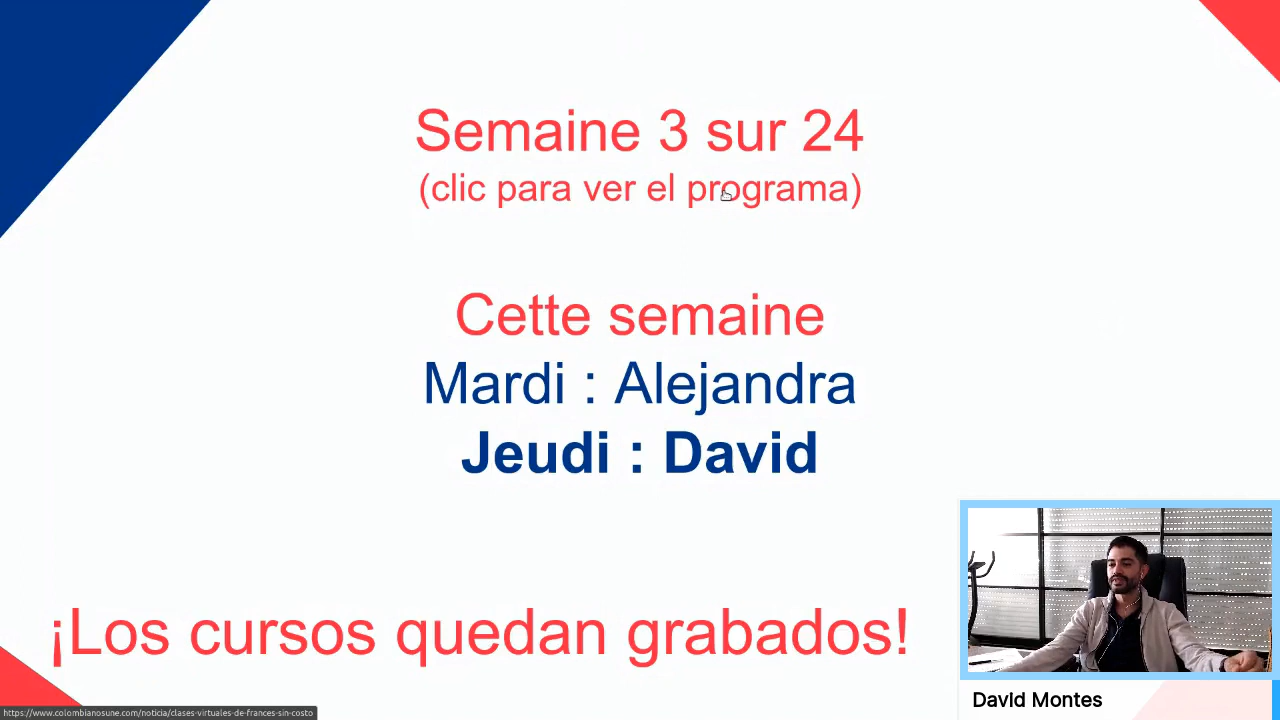 Semaine 3 sur 24
(clic para ver el programa)
Cette semaine
Mardi : Alejandra
Jeudi : David
¡Los cursos quedan grabados!
David Montes
https://www.colombianosune.com/noticia/clases-virtuales-de-frances-sin-costo